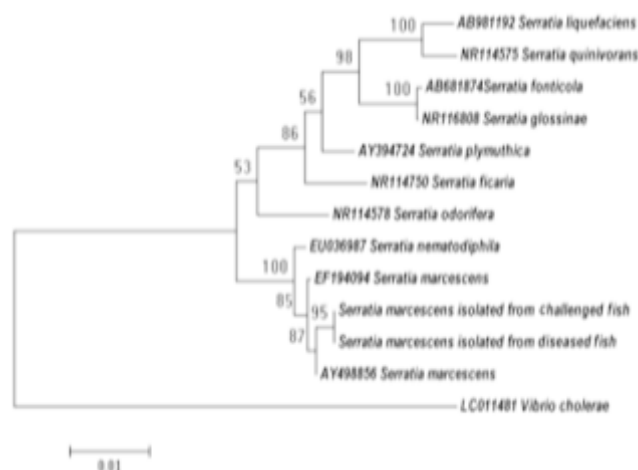 100
AB981192 Serratia liquefaciens
NR114575 Serratia quinivorans
98
100
AB681874Serratia fonticola
NR116808 Serratia glossinae
56
AY394724 Serratia plymuthica
86
NR114750 Serratia ficaria
53
NR114578 Serratia odorifera
EU036987 Serratia nematodiphila
100
EF194094 Serratia marcescens
85
95
Serratia marcescens isolated from challenged fish
87
Serratia marcescens isolated from diseased fish
AY498856 Serratia marcescens
LC011481 Vibrio cholerae
0.01